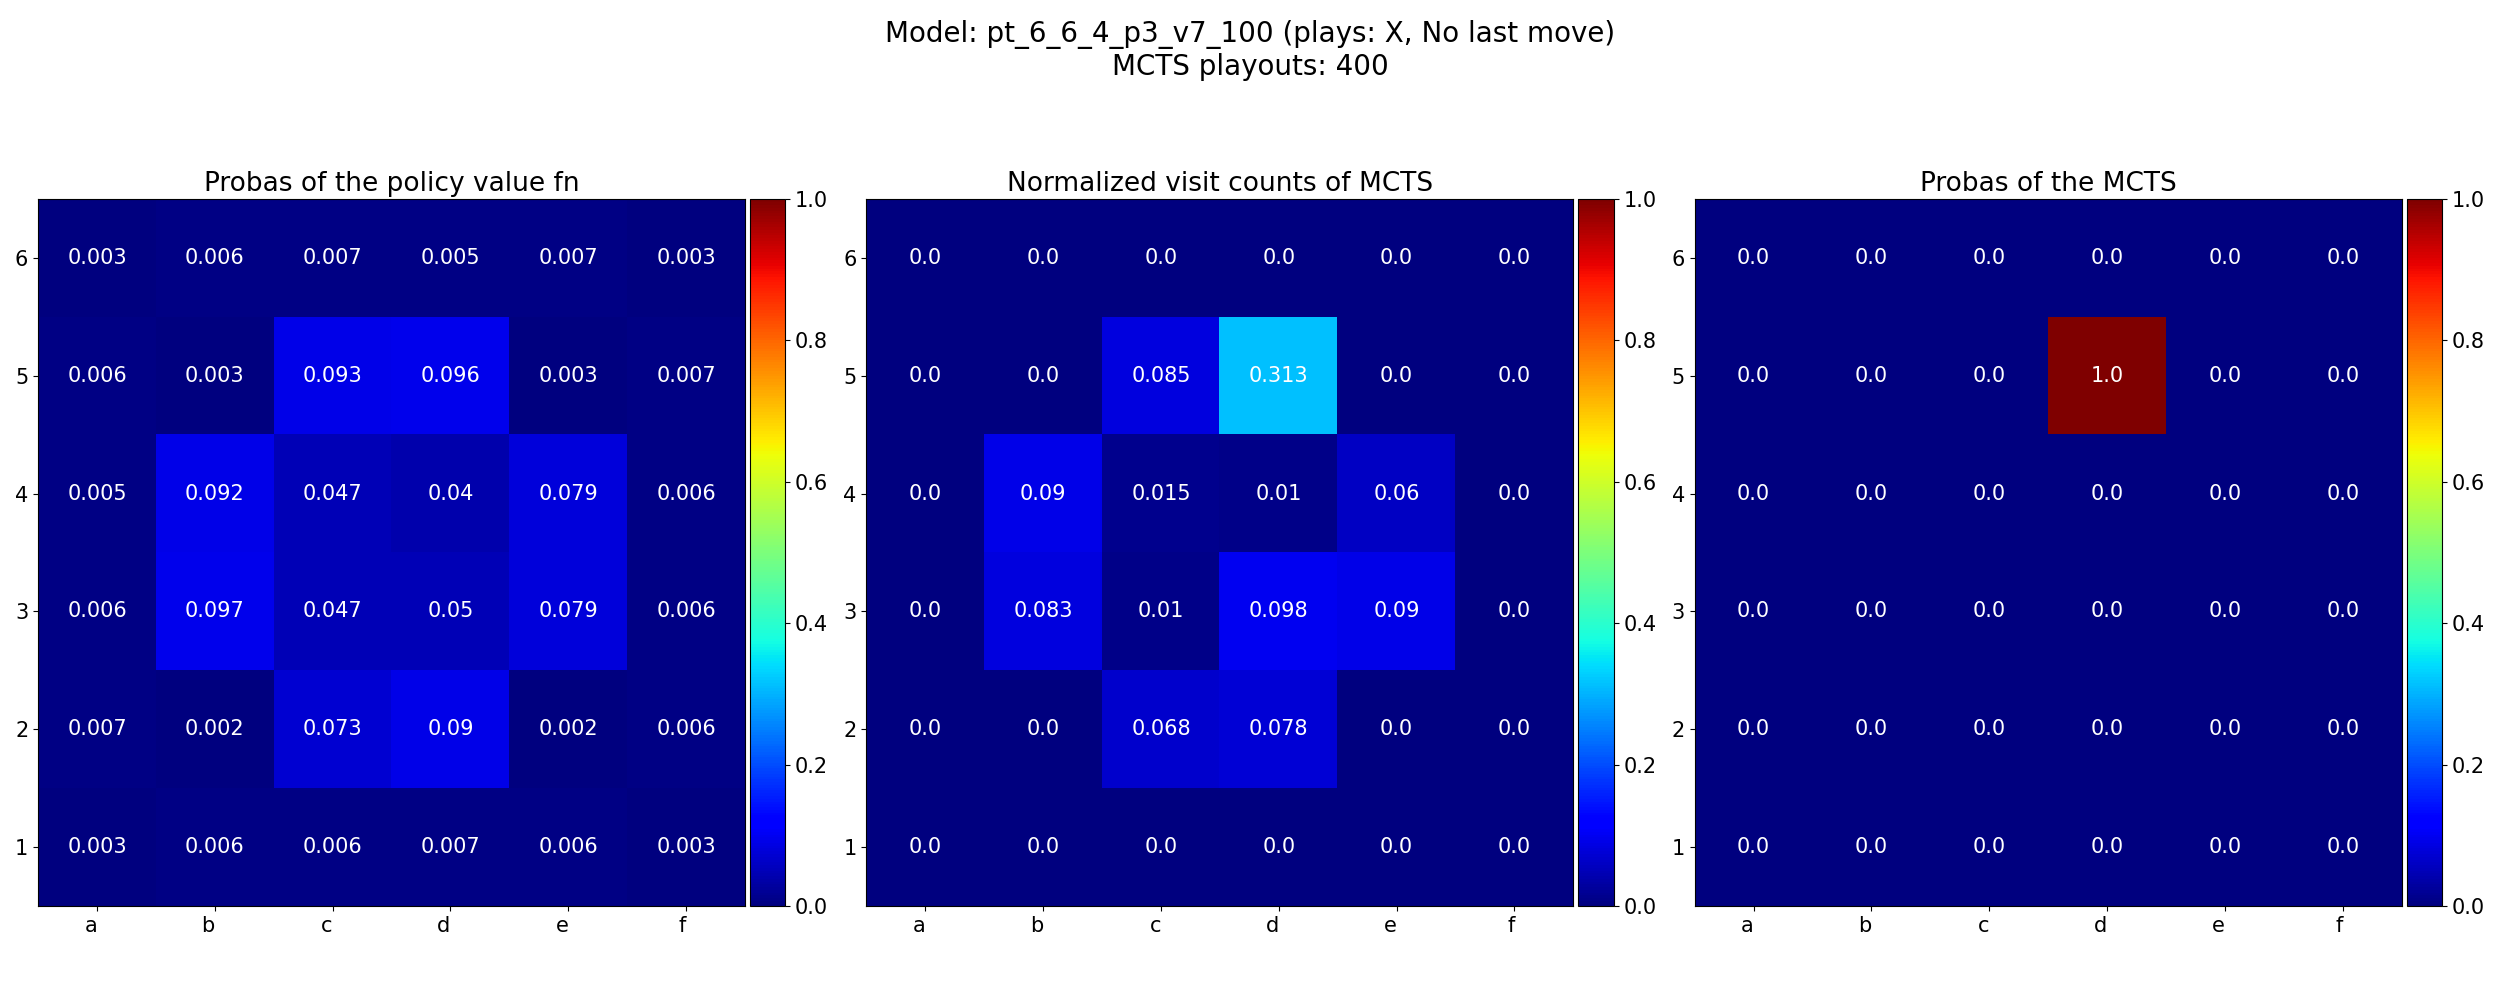 Model: pt_6_6_4_p3_v7_100 (plays: X, No last move)
MCTS playouts: 400
Probas of the policy value fn
6 0.003 0.006 0.007 0.005 0.007 0.003
5 0.006 0.003 0.093 0.096 0.003 0.007
4 0.005 0.092 0.047 0.04 0.079 0.006
3 0.006 0.097 0.047 0.05 0.079 0.006
2 0.007 0.002 0.073 0.09 0.002 0.006
1 0.003 0.006 0.006 0.007 0.006 0.003
a b c d e f
1.0
0.8
0.6
0.4
0.2
0.0
Normalized visit counts of MCTS
6 0.0 0.0 0.0 0.0 0.0 0.0
5 0.0 0.0 0.085 0.313 0.0 0.0
4 0.0 0.09 0.015 0.01 0.06 0.0
3 0.0 0.083 0.01 0.098 0.09 0.0
2 0.0 0.0 0.068 0.078 0.0 0.0
1 0.0 0.0 0.0 0.0 0.0 0.0
a b c d e f
1.0
0.8
0.6
0.4
0.2
0.0
Probas of the MCTS
6 0.0 0.0 0.0 0.0 0.0 0.0
5 0.0 0.0 0.0 1.0 0.0 0.0
4 0.0 0.0 0.0 0.0 0.0 0.0
3 0.0 0.0 0.0 0.0 0.0 0.0
2 0.0 0.0 0.0 0.0 0.0 0.0
1 0.0 0.0 0.0 0.0 0.0 0.0
a b c d e f
1.0
0.8
0.6
0.4
0.2
0.0